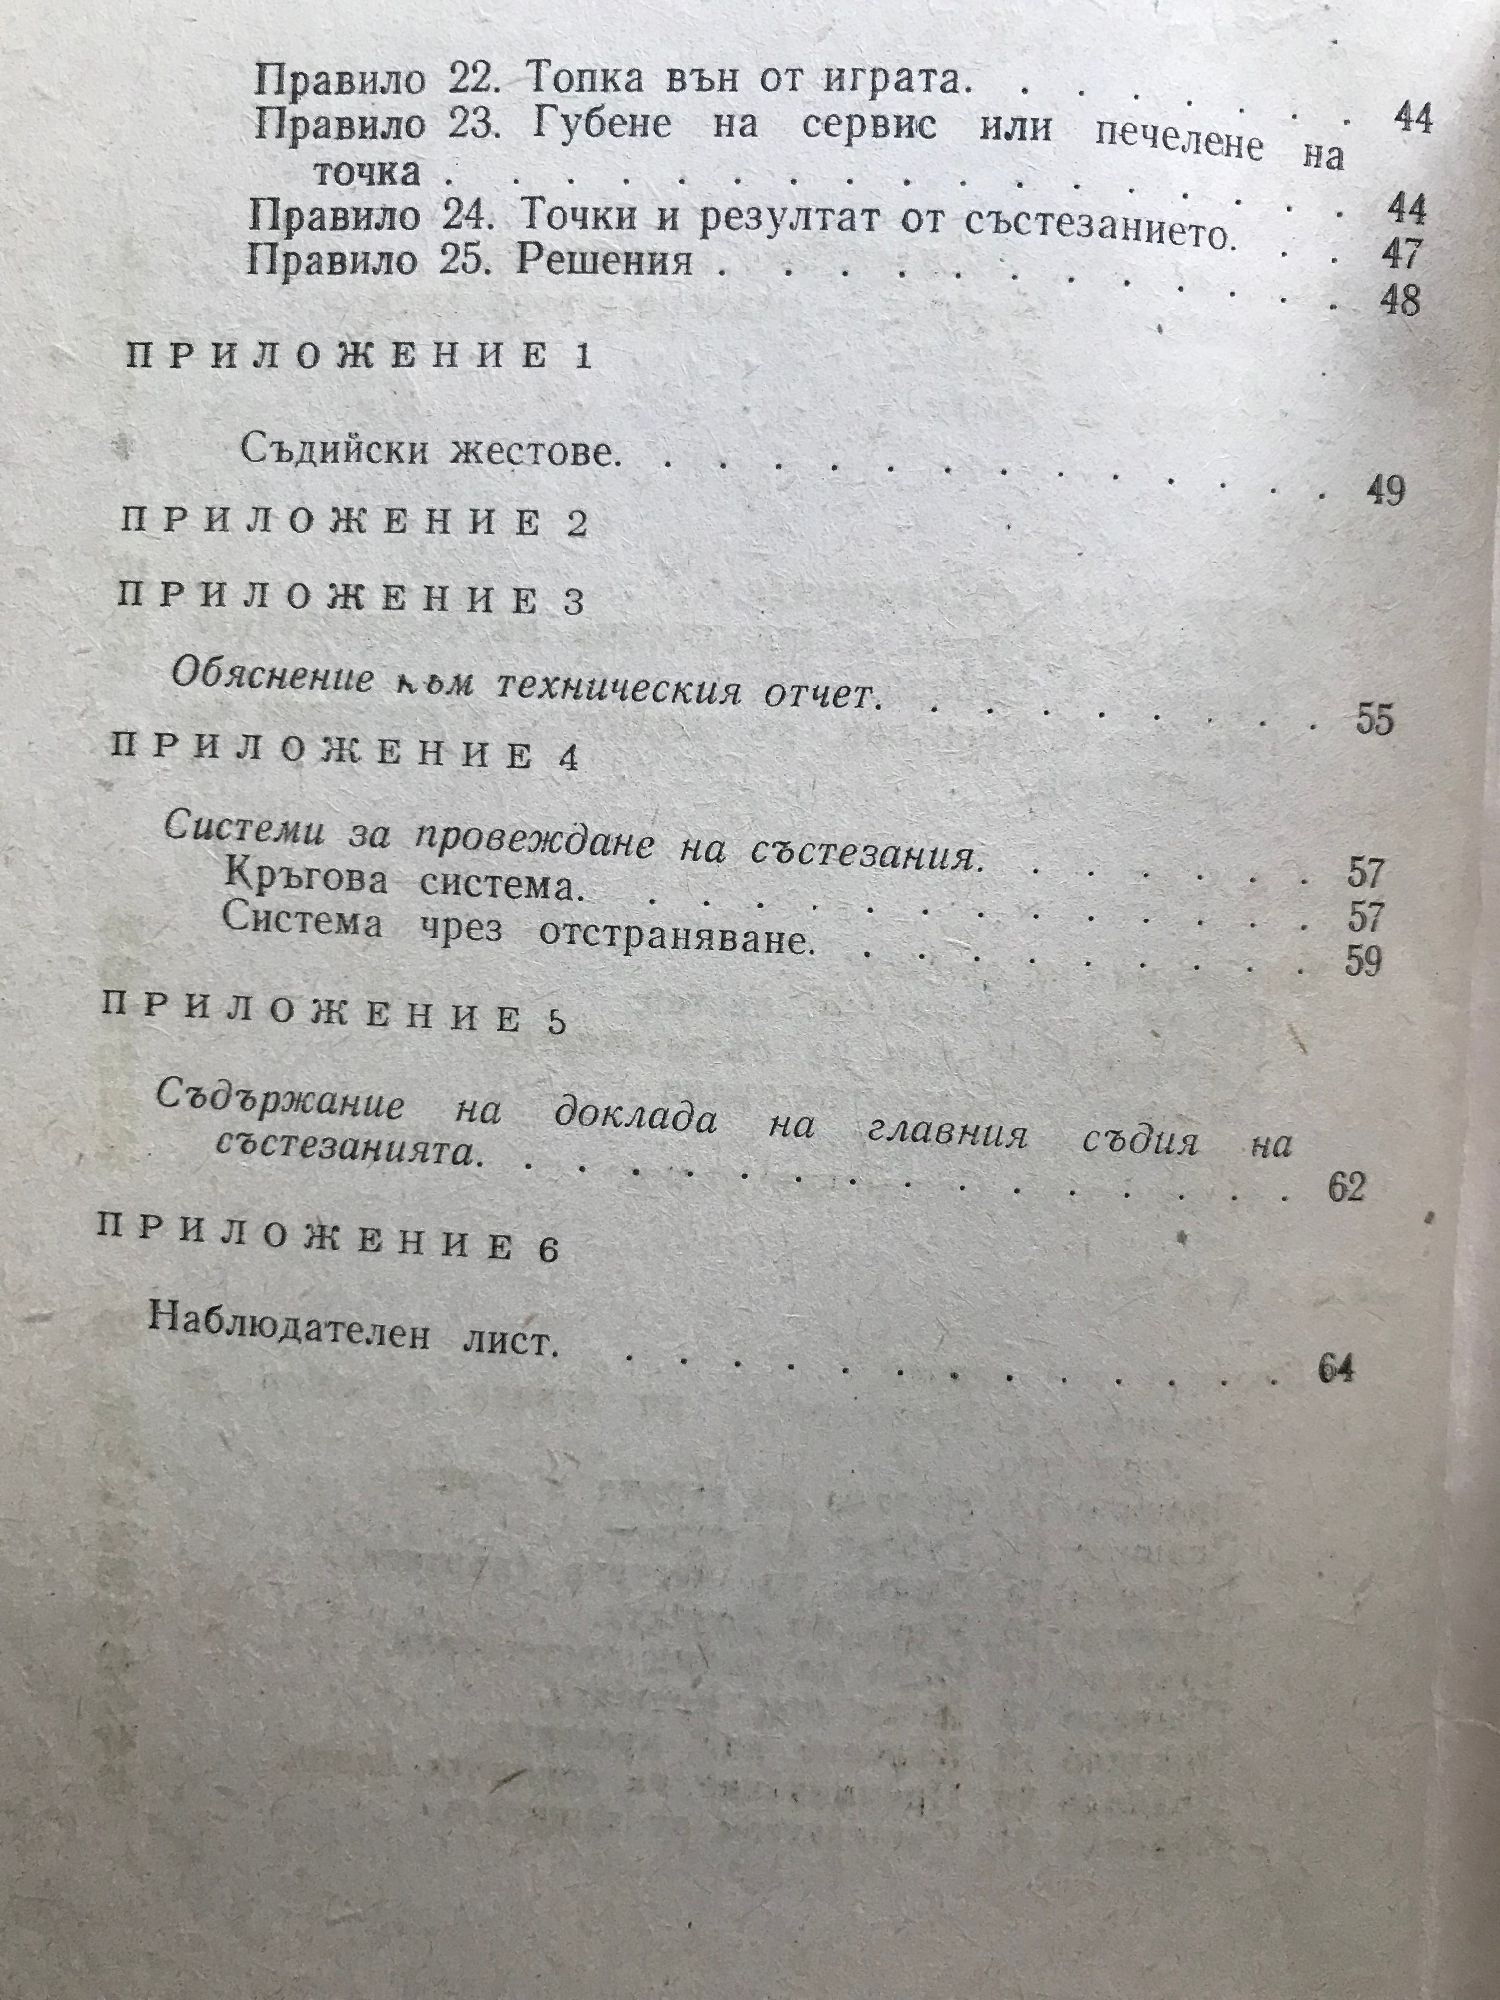 Правило 22. Топка вън от играта. . . . . . . . 44
Правило 23. Губене на сервис или печелене на
точка . . . . . . . . . . . . . . . . . 44
Правило 24. Точки и резултат от състезанието. . . 47
Правило 25. Решения . . . . . . . . . . . . 48
ПРИЛОЖЕНИЕ 1
Съдийски жестове. . . . . . . . . . . . . . 49
ПРИЛОЖЕНИЕ 2
ПРИЛОЖЕНИЕ 3
Обяснение към техническия отчет. . . . . . . . . 55
ПРИЛОЖЕНИЕ 4
Системи за провеждане на състезания. . . . . . . 57
Кръгова система. . . . . . . . . . . . . . 57
Система чрез отстраняване. . . . . . . . . . 59
ПРИЛОЖЕНИЕ 5
Съдържание на доклада на главния съдия на
състезанията. . . . . . . . . . . . . . . . 62
ПРИЛОЖЕНИЕ 6
Наблюдателен лист. . . . . . . . . . . . . . 64